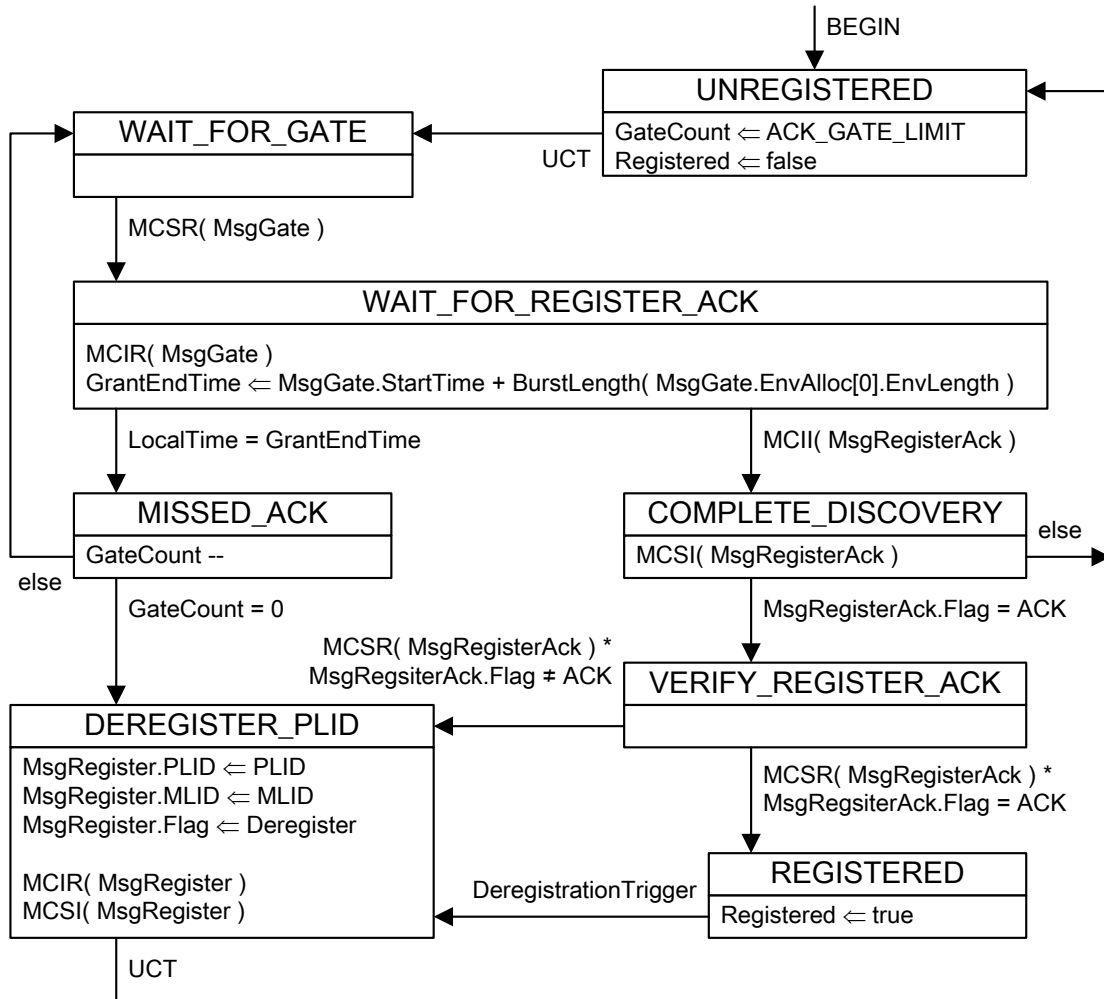 BEGIN
UNREGISTERED
GateCount ⇐ ACK_GATE_LIMIT
Registered ⇐ false
UCT
WAIT_FOR_GATE
MCSR( MsgGate )
WAIT_FOR_REGISTER_ACK
MCIR( MsgGate )
GrantEndTime ⇐ MsgGate.StartTime + BurstLength( MsgGate.EnvAlloc[0].EnvLength )
LocalTime = GrantEndTime
MCII( MsgRegisterAck )
MISSED_ACK
GateCount --
else
GateCount = 0
COMPLETE_DISCOVERY
MCSI( MsgRegisterAck )
else
MsgRegisterAck.Flag = ACK
MCSR( MsgRegisterAck ) *
MsgRegsiterAck.Flag ≠ ACK
VERIFY_REGISTER_ACK
DEREGISTER_PLID
MsgRegister.PLID ⇐ PLID
MsgRegister.MLID ⇐ MLID
MsgRegister.Flag ⇐ Deregister
MCIR( MsgRegister )
MCSI( MsgRegister )
MCSR( MsgRegisterAck ) *
MsgRegsiterAck.Flag = ACK
REGISTERED
Registered ⇐ true
DeregistrationTrigger
UCT